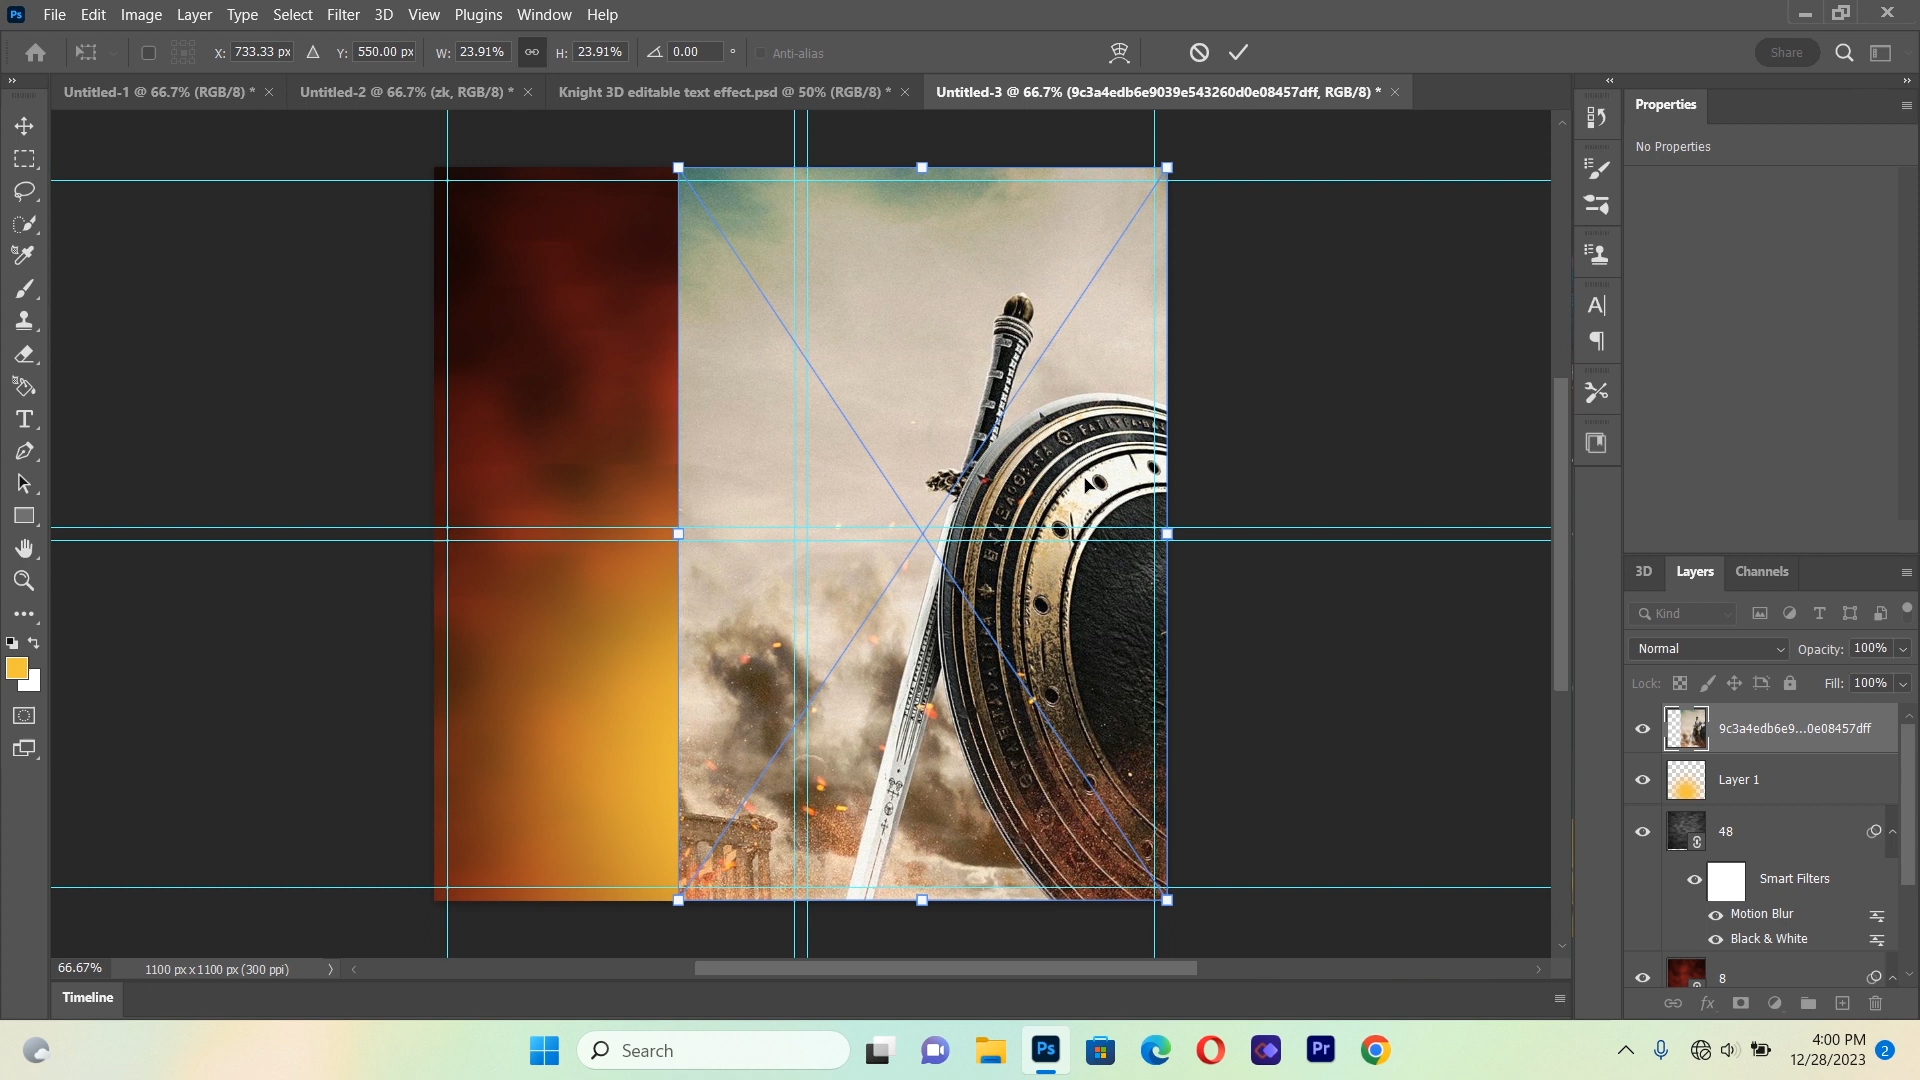 Ps File Edit Image Layer Type Select Filter 3D View Plugins Window Help
X: 733.33 px Y: 550.00 px W: 23.91% H: 23.91% 0.00 ° Anti-alias Share
Untitled-1 @ 66.7% (RGB/8) * Untitled-2 @ 66.7% (zk, RGB/8) * Knight 3D editable text effect.psd @ 50% (RGB/8) * Untitled-3 @ 66.7% (9c3a4edb6e9039e543260d0e08457dff, RGB/8) *
Properties
No Properties
3D Layers Channels
Kind
Normal Opacity: 100%
Lock: Fill: 100%
9c3a4edb6e9...0e08457dff
Layer 1
48
Smart Filters
Motion Blur
Black & White
8
66.67% 1100 px x 1100 px (300 ppi)
Timeline
Search
Ps
Pr
4:00 PM
12/28/2023
2